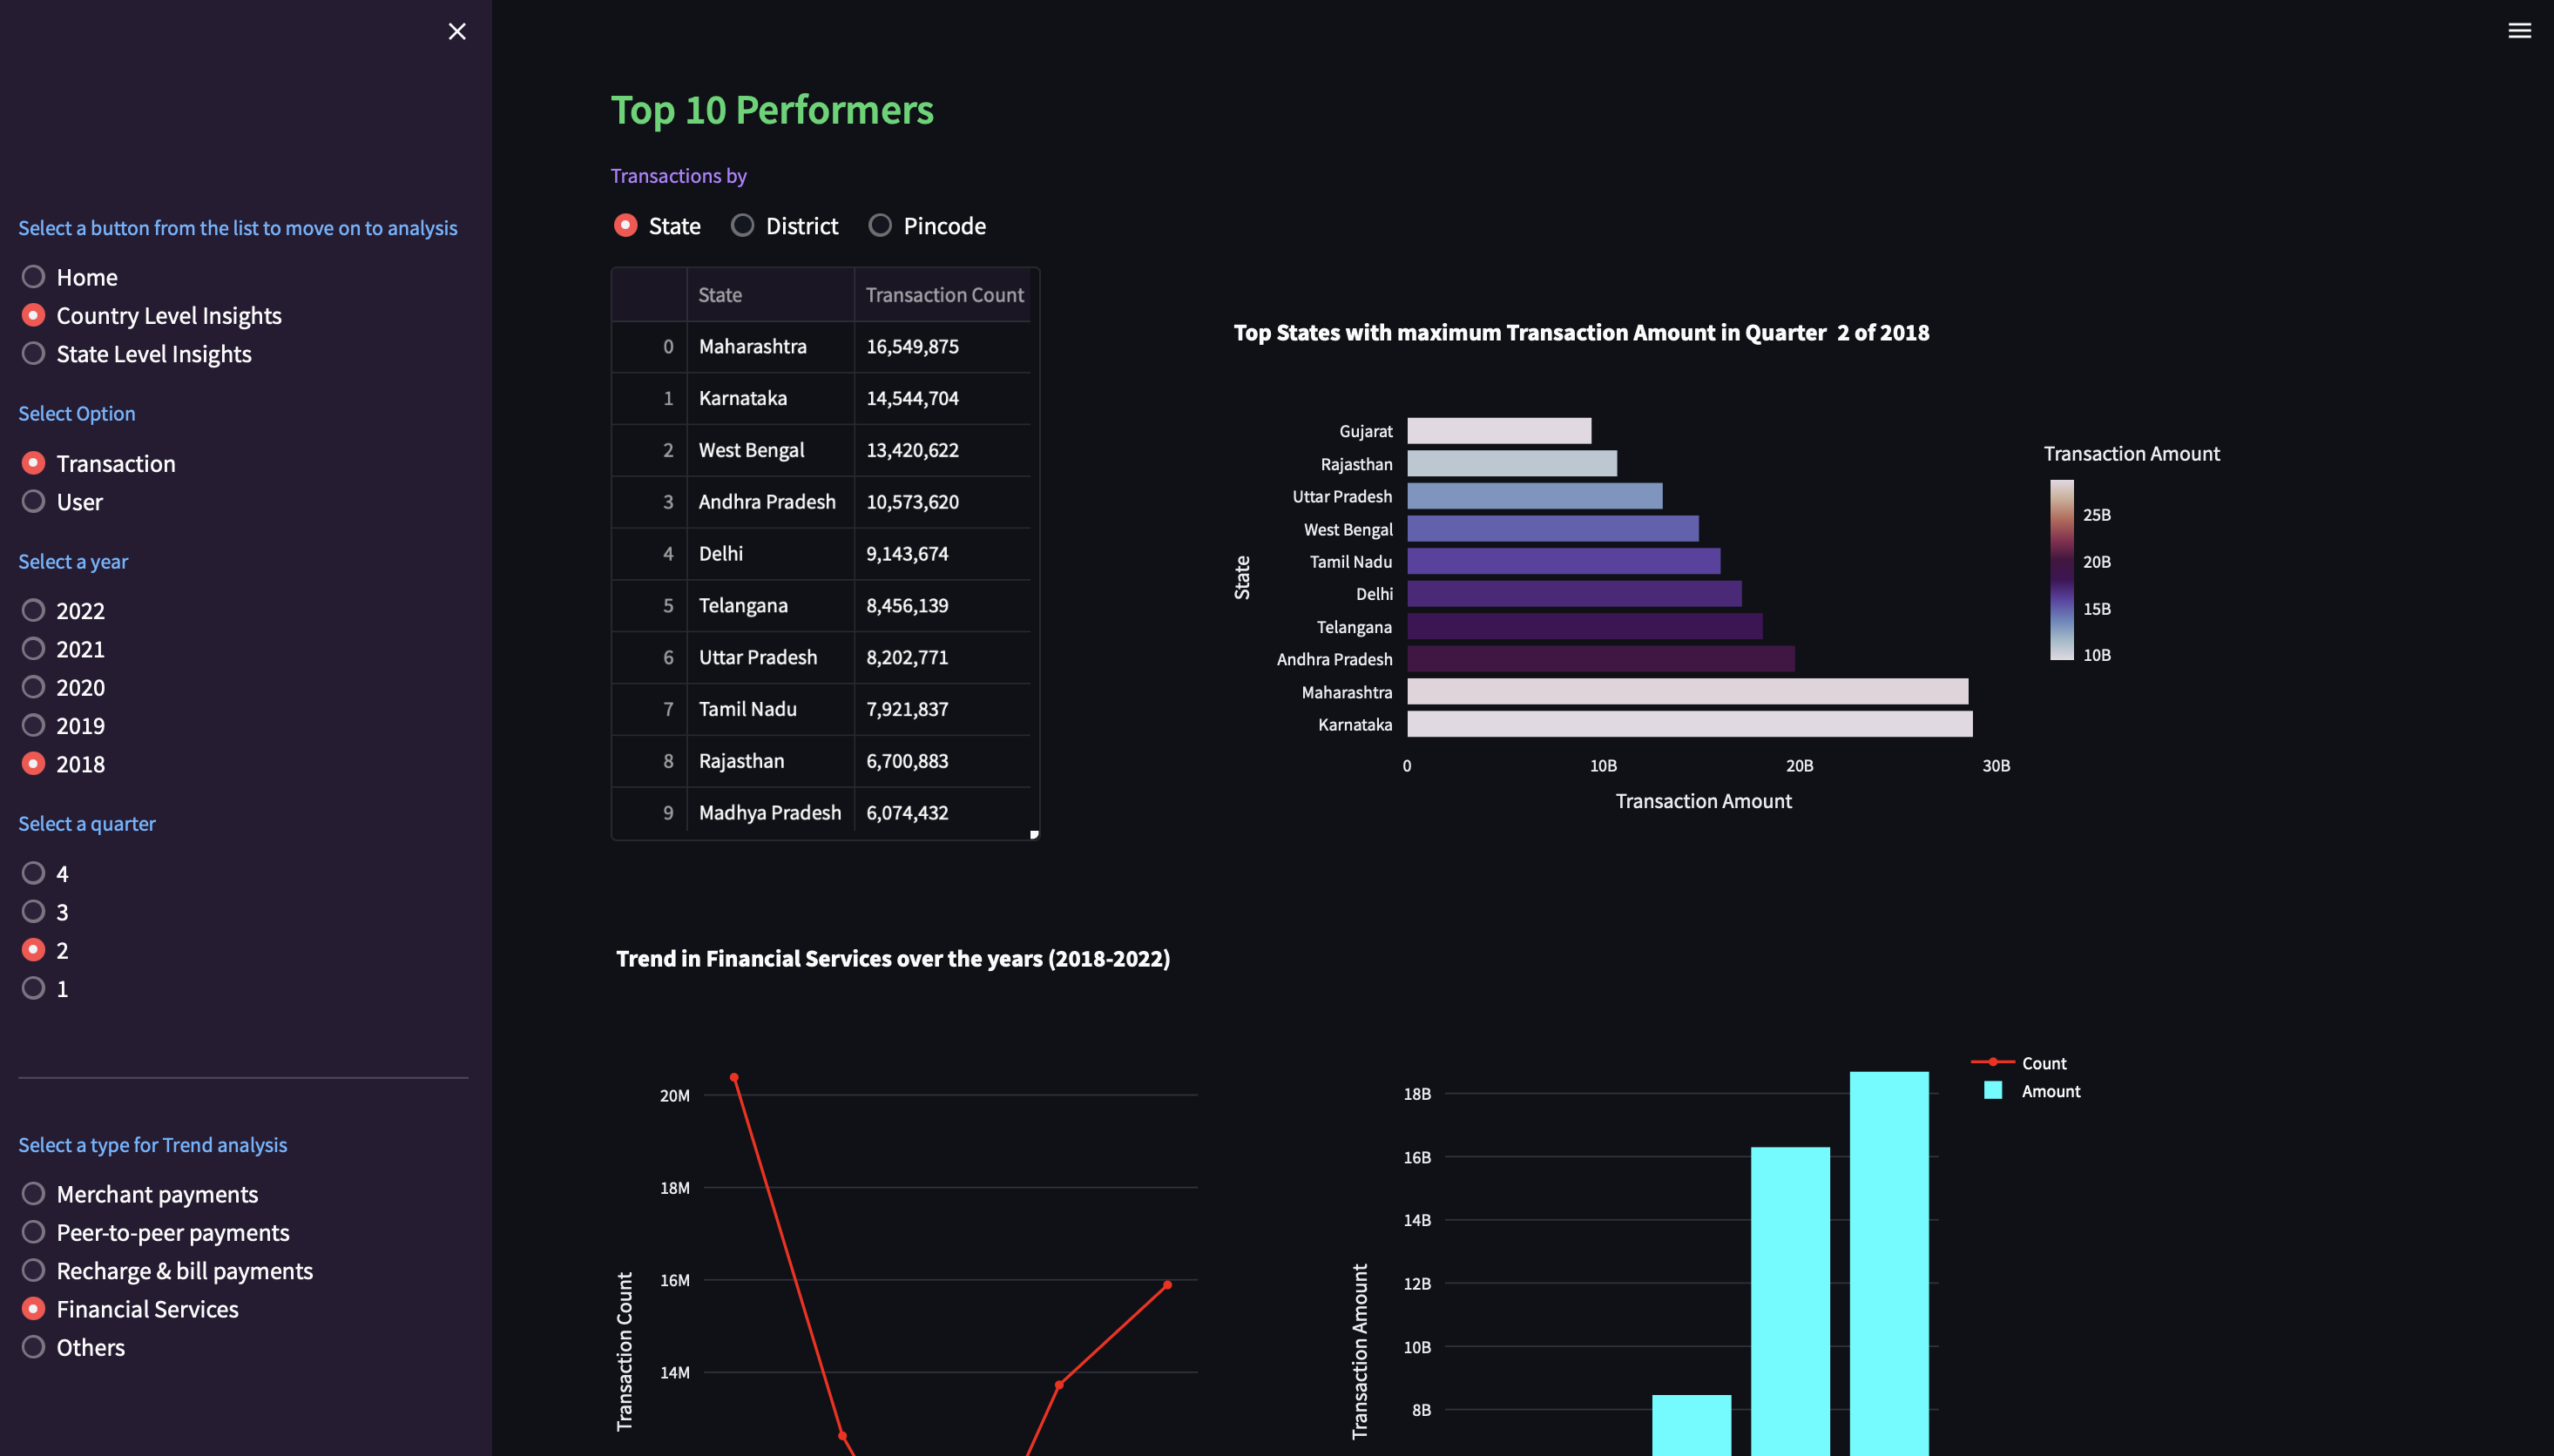 Select a button from the list to move on to analysis
Home
Country Level Insights
State Level Insights
Select Option
Transaction
User
Select a year
2022
2021
2020
2019
2018
Select a quarter
4
3
2
1
Select a type for Trend analysis
Merchant payments
Peer-to-peer payments
Recharge & bill payments
Financial Services
Others
Top 10 Performers
Transactions by
State District Pincode
State Transaction Count
0 Maharashtra 16,549,875
1 Karnataka 14,544,704
2 West Bengal 13,420,622
3 Andhra Pradesh 10,573,620
4 Delhi 9,143,674
5 Telangana 8,456,139
6 Uttar Pradesh 8,202,771
7 Tamil Nadu 7,921,837
8 Rajasthan 6,700,883
9 Madhya Pradesh 6,074,432
Top States with maximum Transaction Amount in Quarter 2 of 2018
State
Gujarat
Rajasthan
Uttar Pradesh
West Bengal
Tamil Nadu
Delhi
Telangana
Andhra Pradesh
Maharashtra
Karnataka
0 10B 20B 30B
Transaction Amount
Transaction Amount
25B
20B
15B
10B
Trend in Financial Services over the years (2018-2022)
Transaction Count
20M
18M
16M
14M
Transaction Amount
18B
16B
14B
12B
10B
8B
Count
Amount